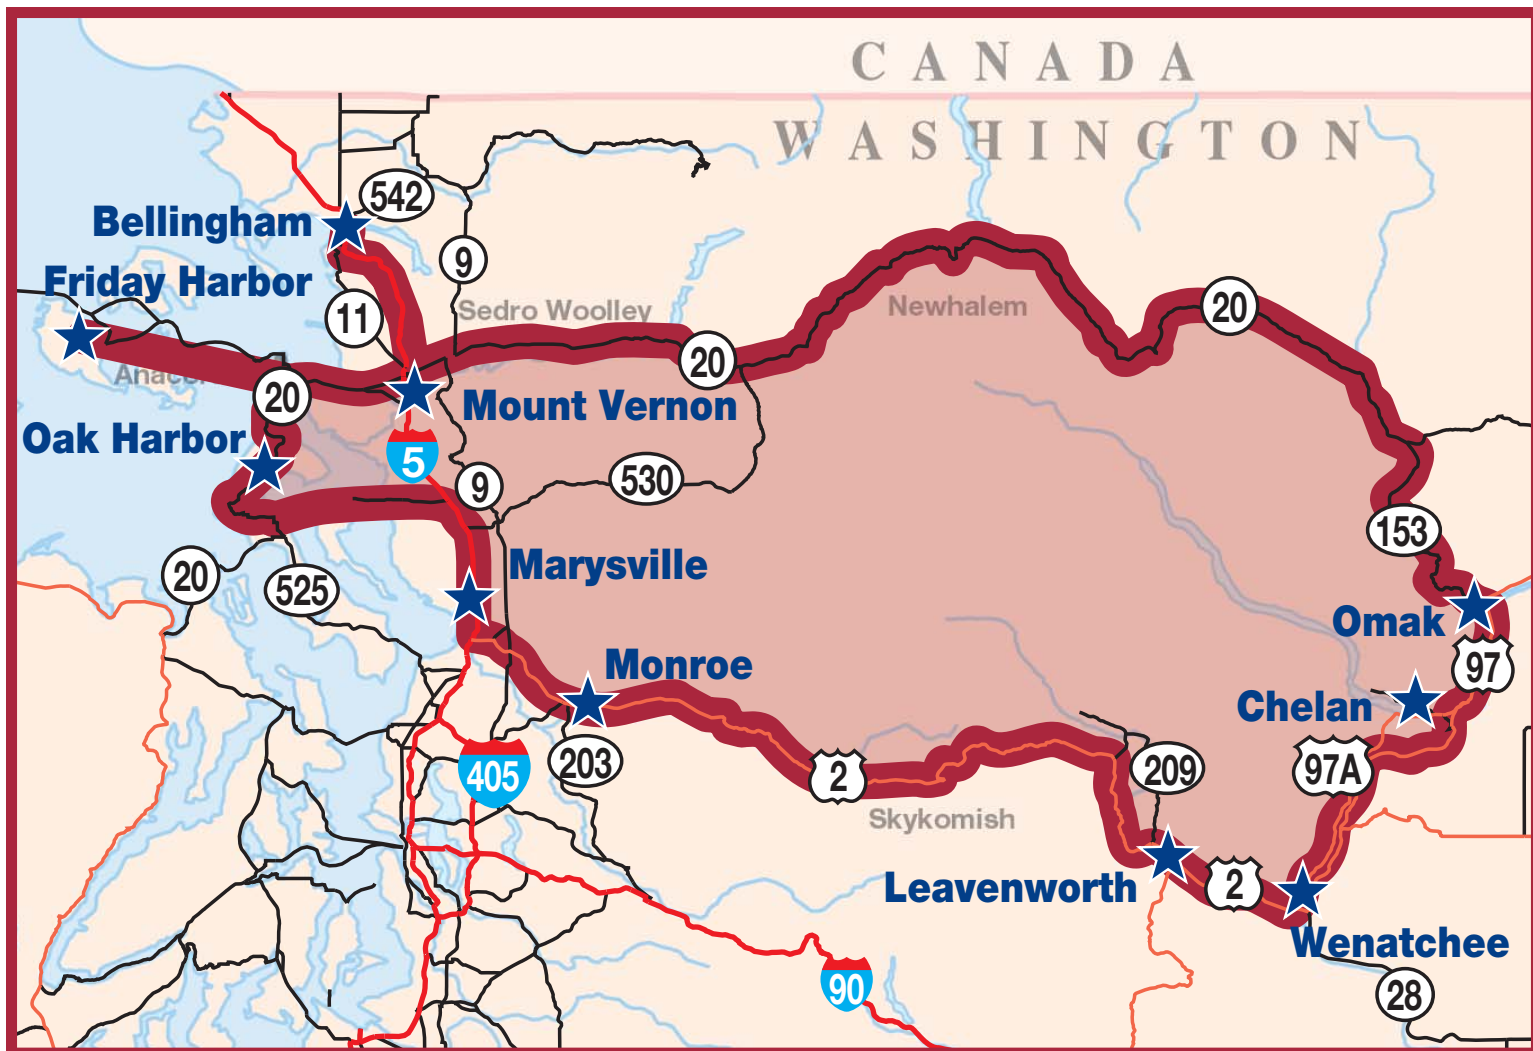 CANADA
WASHINGTON
542
Bellingham
9
Friday Harbor
11
Sedro Woolley
Newhalem
20
20
20
Mount Vernon
Oak Harbor
5
9
530
153
Marysville
20
525
Omak
Monroe
97
Chelan
203
405
2
209
97A
Skykomish
Leavenworth
2
Wenatchee
90
28